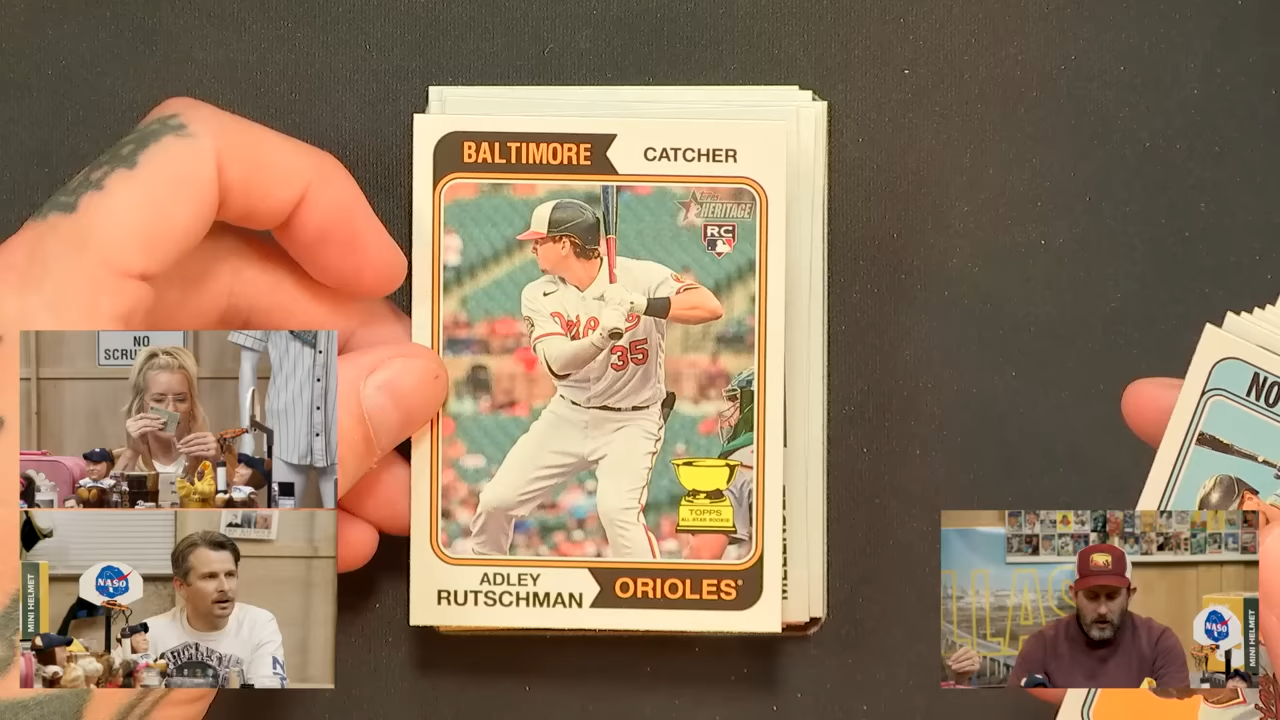 BALTIMORE
CATCHER
Topps
HERITAGE
RC
35
TOPPS
ALL STAR ROOKIE
ADLEY
RUTSCHMAN
ORIOLES
NO
NO
SCRU
NASO
MINI HELMET
NASO
MINI HELMET